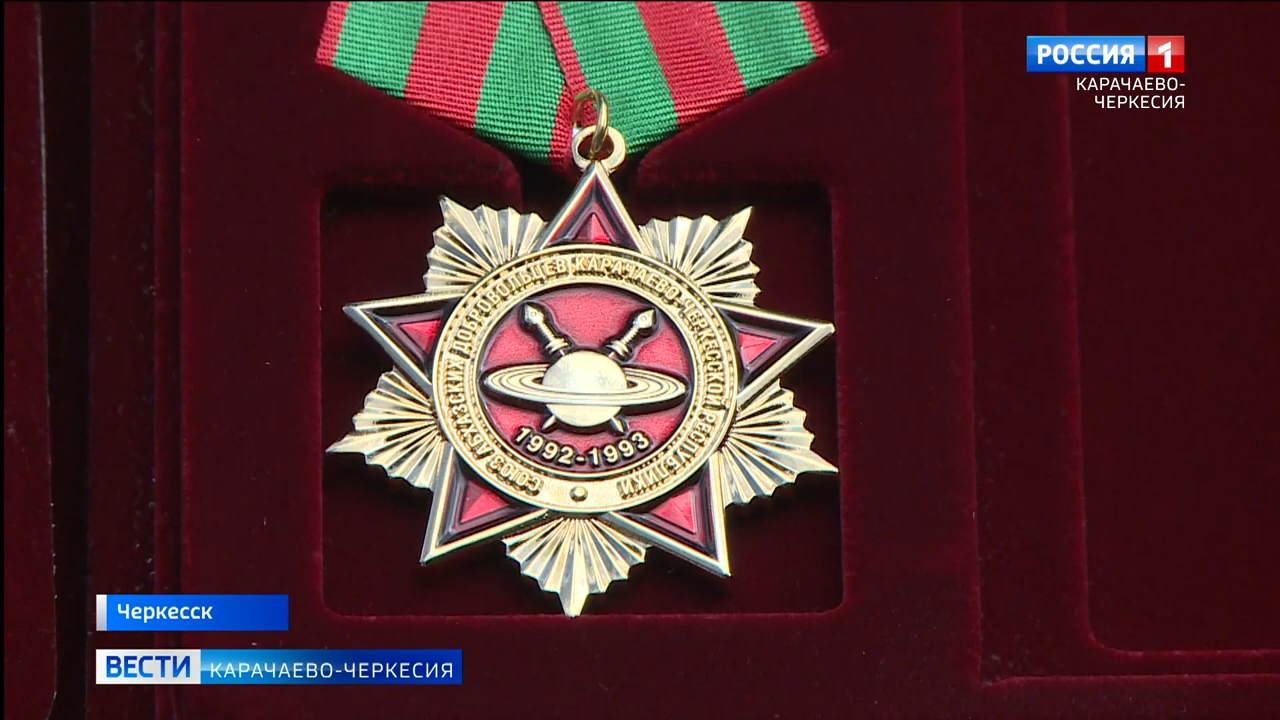 РОССИЯ 1
КАРАЧАЕВО-
ЧЕРКЕСИЯ
СОЮЗ АБХАЗСКИХ ДОБРОВОЛЬЦЕВ КАРАЧАЕВО-ЧЕРКЕССКОЙ РЕСПУБЛИКИ
1992-1993
Черкесск
ВЕСТИ КАРАЧАЕВО-ЧЕРКЕСИЯ